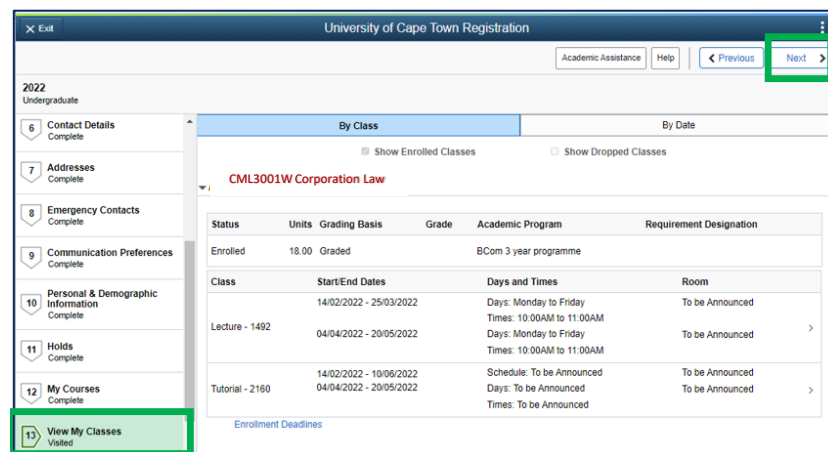 Exit
University of Cape Town Registration
Academic Assistance
Help
Previous
Next
2022
Undergraduate
6 Contact Details
Complete
7 Addresses
Complete
8 Emergency Contacts
Complete
9 Communication Preferences
Complete
10 Personal & Demographic
Information
Complete
11 Holds
Complete
12 My Courses
Complete
13 View My Classes
Visited
By Class
By Date
Show Enrolled Classes
Show Dropped Classes
CML3001W Corporation Law
Status Units Grading Basis Grade Academic Program Requirement Designation
Enrolled 18.00 Graded BCom 3 year programme
Class Start/End Dates Days and Times Room
Lecture - 1492
14/02/2022 - 25/03/2022 Days: Monday to Friday To be Announced
Times: 10:00AM to 11:00AM
04/04/2022 - 20/05/2022 Days: Monday to Friday To be Announced
Times: 10:00AM to 11:00AM
Tutorial - 2160
14/02/2022 - 10/06/2022 Schedule: To be Announced To be Announced
04/04/2022 - 20/05/2022 Days: To be Announced To be Announced
Times: To be Announced
Enrollment Deadlines